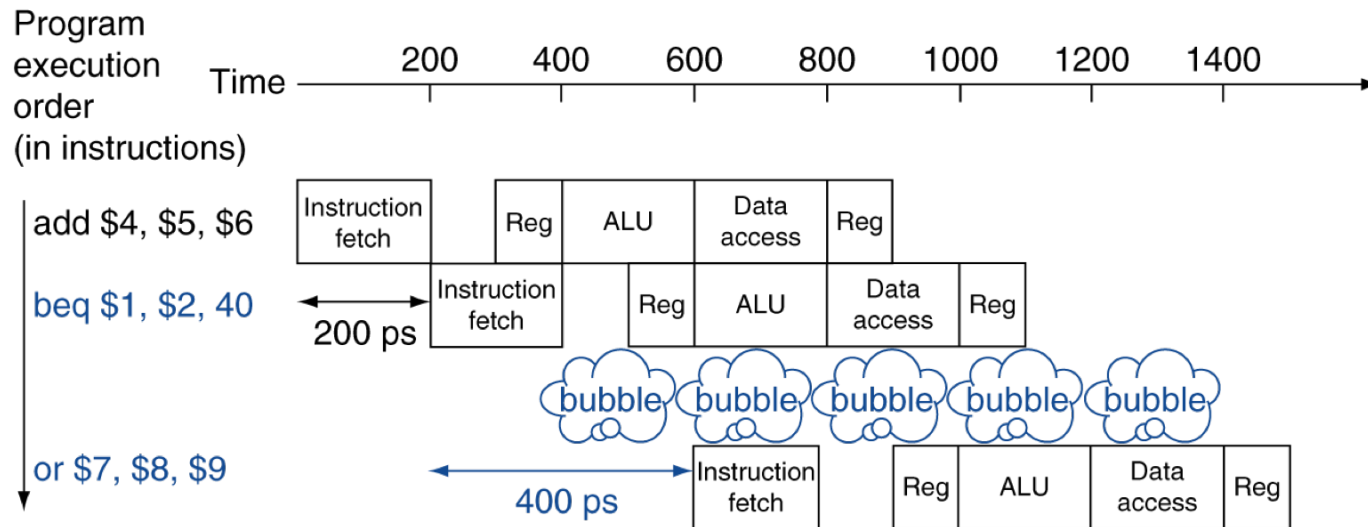 Program
execution
order
(in instructions)
Time
200 400 600 800 1000 1200 1400
add $4, $5, $6
Instruction
fetch
Reg
ALU
Data
access
Reg
beq $1, $2, 40
200 ps
Instruction
fetch
Reg
ALU
Data
access
Reg
bubble bubble bubble bubble bubble
or $7, $8, $9
400 ps
Instruction
fetch
Reg
ALU
Data
access
Reg